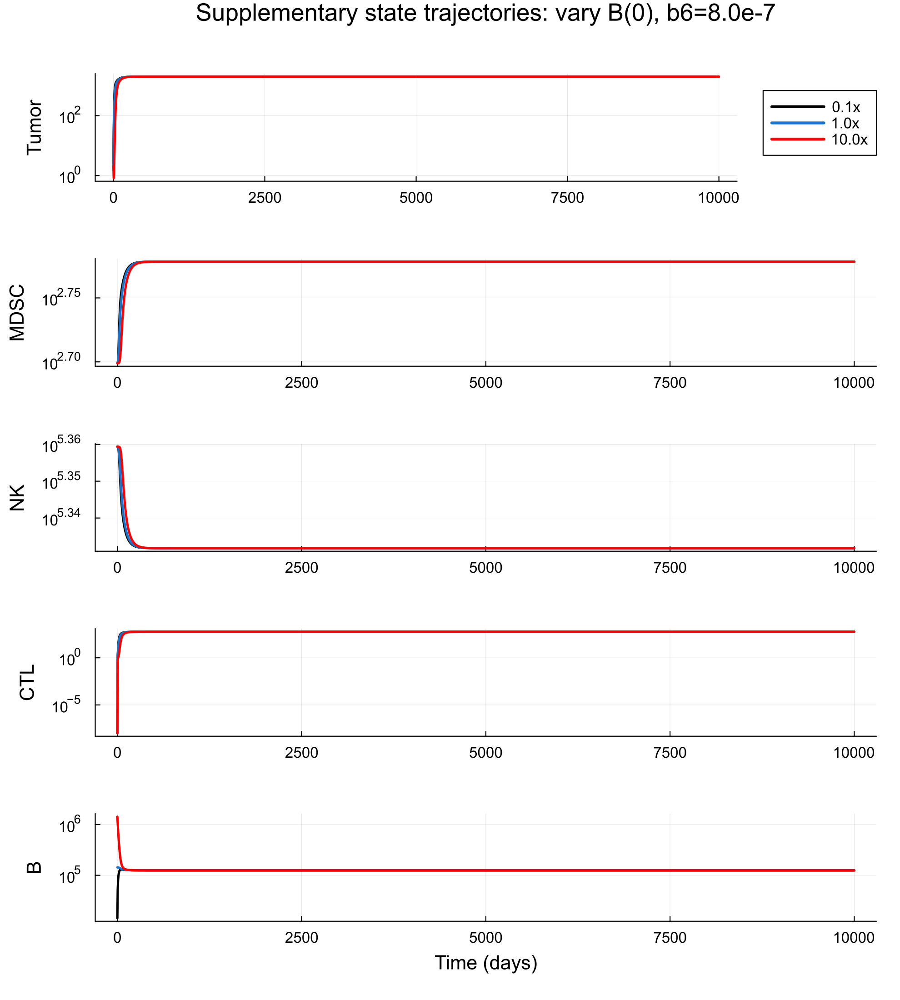 Supplementary state trajectories: vary B(0), b6=8.0e-7
Tumor
10^2
10^0
0 2500 5000 7500 10000
0.1x
1.0x
10.0x
MDSC
10^2.75
10^2.70
0 2500 5000 7500 10000
NK
10^5.36
10^5.35
10^5.34
0 2500 5000 7500 10000
CTL
10^0
10^−5
0 2500 5000 7500 10000
B
10^6
10^5
0 2500 5000 7500 10000
Time (days)